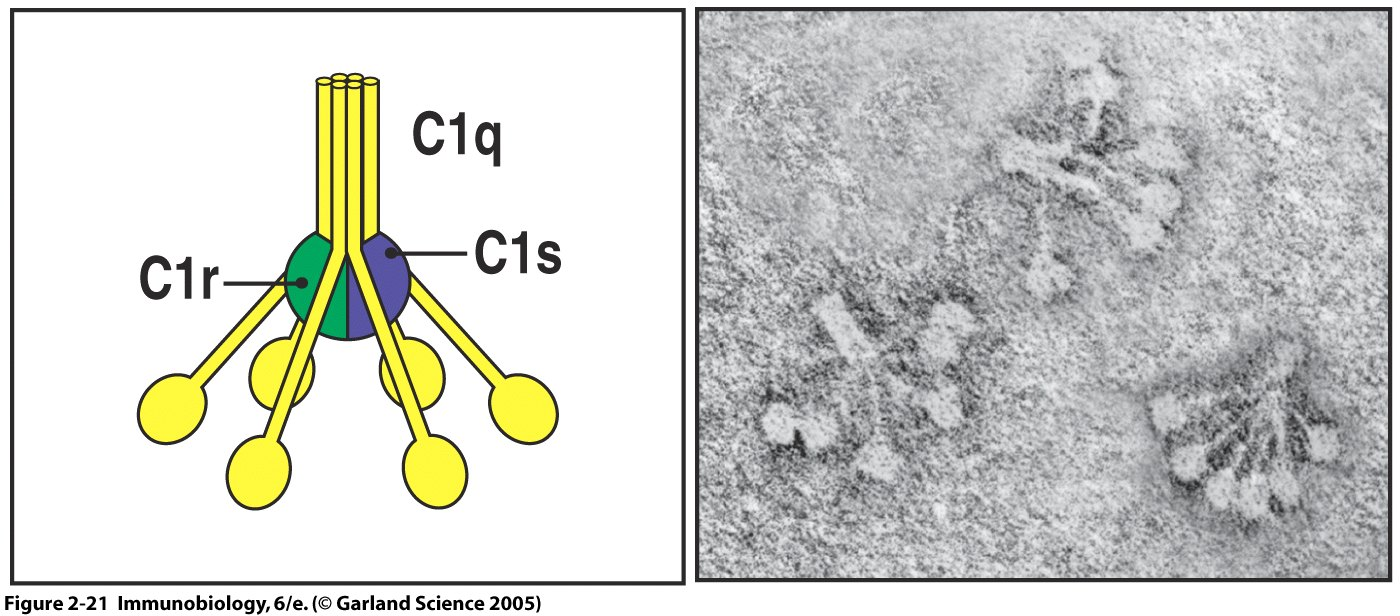 C1q
C1r
C1s
Figure 2-21 Immunobiology, 6/e. (© Garland Science 2005)